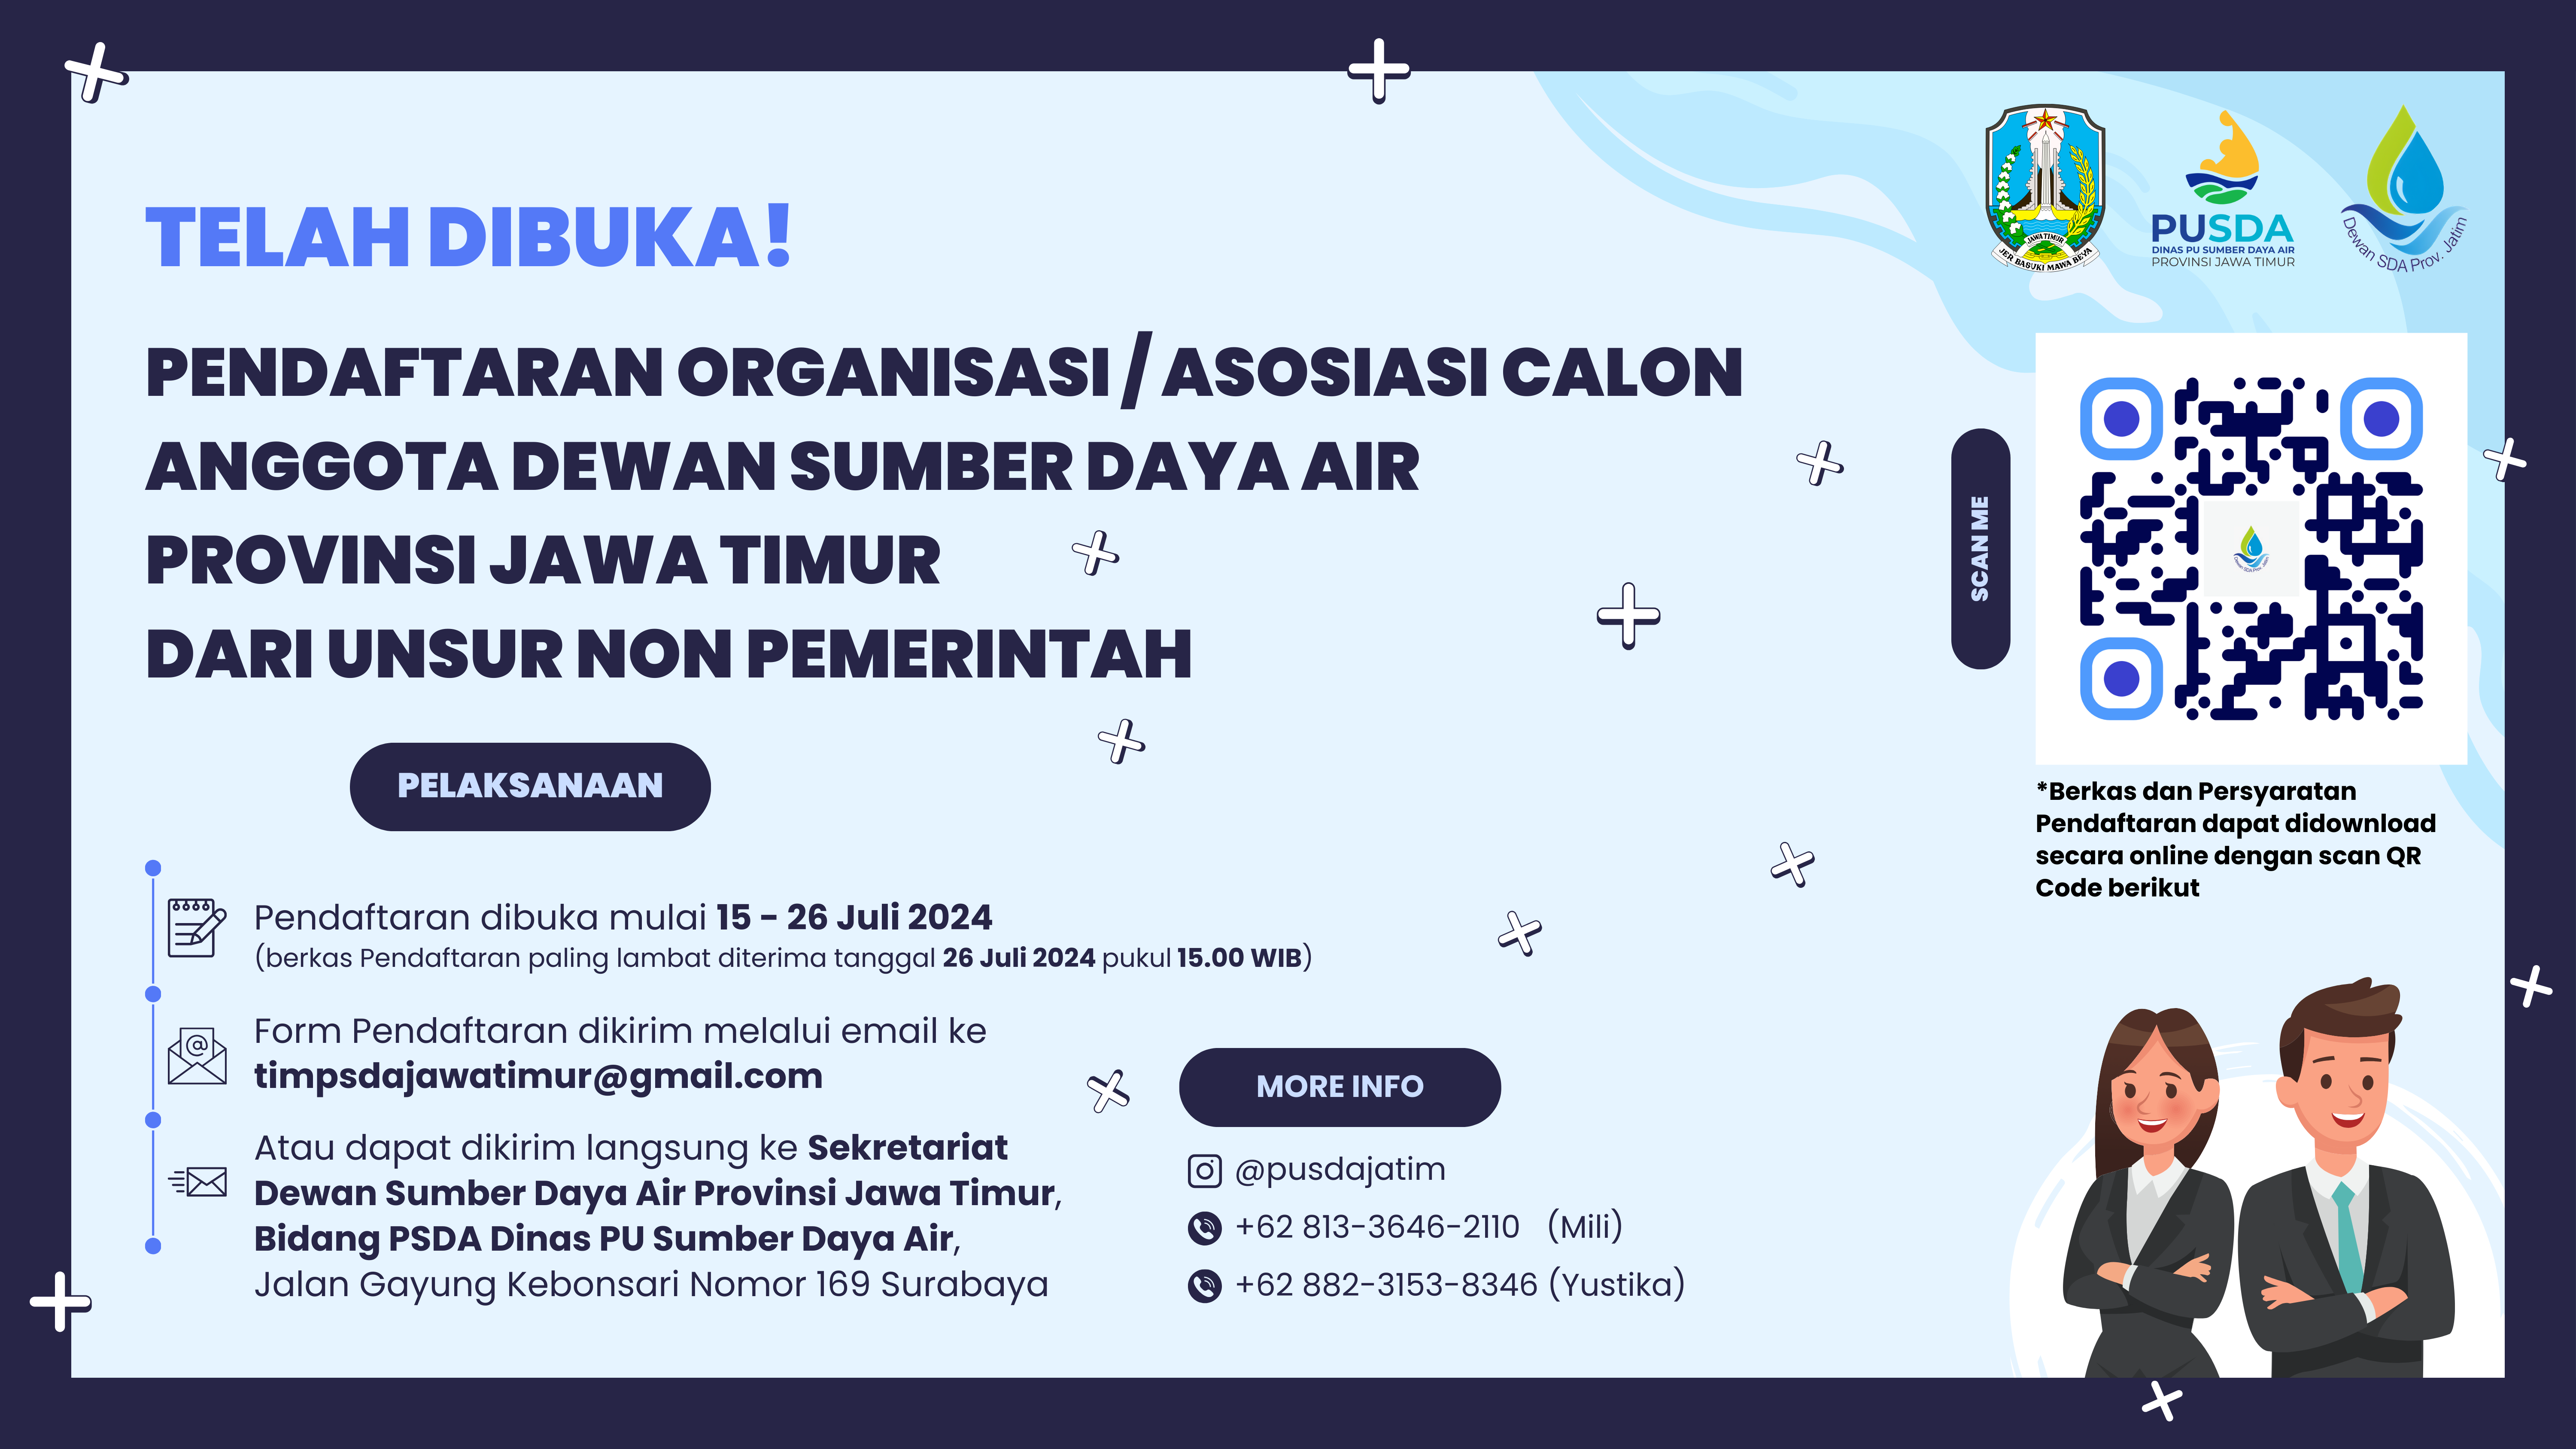 TELAH DIBUKA!
PENDAFTARAN ORGANISASI / ASOSIASI CALON
ANGGOTA DEWAN SUMBER DAYA AIR
PROVINSI JAWA TIMUR
DARI UNSUR NON PEMERINTAH
JAWA TIMUR
JER BASUKI MAWA BEYA
PUSDA
DINAS PU SUMBER DAYA AIR
PROVINSI JAWA TIMUR
Dewan SDA Prov. Jatim
SCAN ME
Dewan SDA Prov. Jatim
*Berkas dan Persyaratan
Pendaftaran dapat didownload
secara online dengan scan QR
Code berikut
PELAKSANAAN
Pendaftaran dibuka mulai 15 - 26 Juli 2024
(berkas Pendaftaran paling lambat diterima tanggal 26 Juli 2024 pukul 15.00 WIB)
Form Pendaftaran dikirim melalui email ke
timpsdajawatimur@gmail.com
Atau dapat dikirim langsung ke Sekretariat
Dewan Sumber Daya Air Provinsi Jawa Timur,
Bidang PSDA Dinas PU Sumber Daya Air,
Jalan Gayung Kebonsari Nomor 169 Surabaya
MORE INFO
@pusdajatim
+62 813-3646-2110 (Mili)
+62 882-3153-8346 (Yustika)